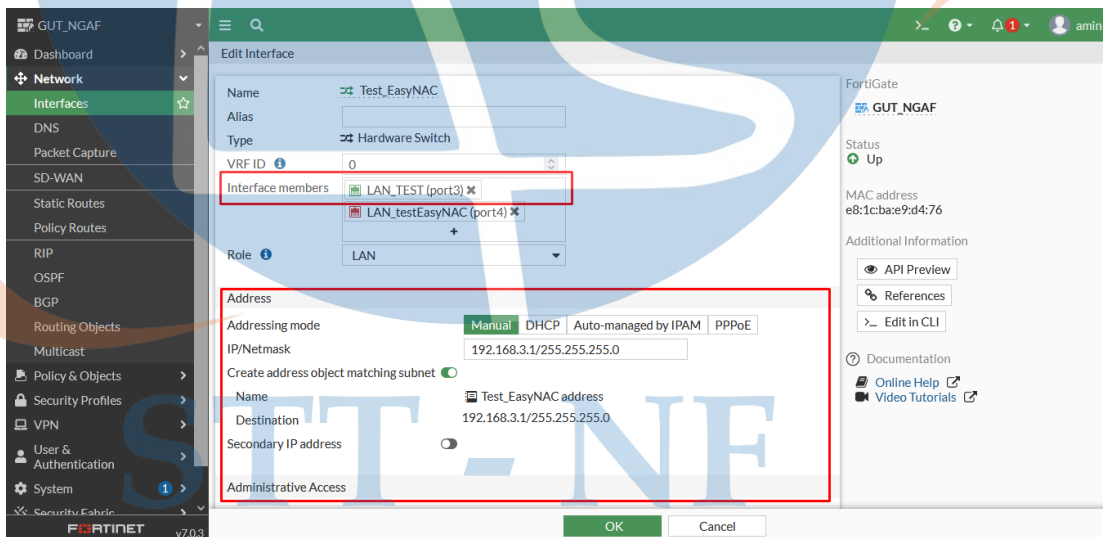 GUT_NGAF
amin
Dashboard
Network
Interfaces
DNS
Packet Capture
SD-WAN
Static Routes
Policy Routes
RIP
OSPF
BGP
Routing Objects
Multicast
Policy & Objects
Security Profiles
VPN
User &
Authentication
System 1
Security Fabric
FORTINET v7.0.3
>_ ? 1
Edit Interface
Name Test_EasyNAC
Alias
Type Hardware Switch
VRF ID 0
Interface members LAN_TEST (port3)
LAN_testEasyNAC (port4)
+
Role LAN
Address
Addressing mode Manual DHCP Auto-managed by IPAM PPPoE
IP/Netmask 192.168.3.1/255.255.255.0
Create address object matching subnet
Name Test_EasyNAC address
Destination 192.168.3.1/255.255.255.0
Secondary IP address
Administrative Access
OK Cancel
FortiGate
GUT_NGAF
Status
Up
MAC address
e8:1c:ba:e9:d4:76
Additional Information
API Preview
References
>_ Edit in CLI
Documentation
Online Help
Video Tutorials
STT - NF